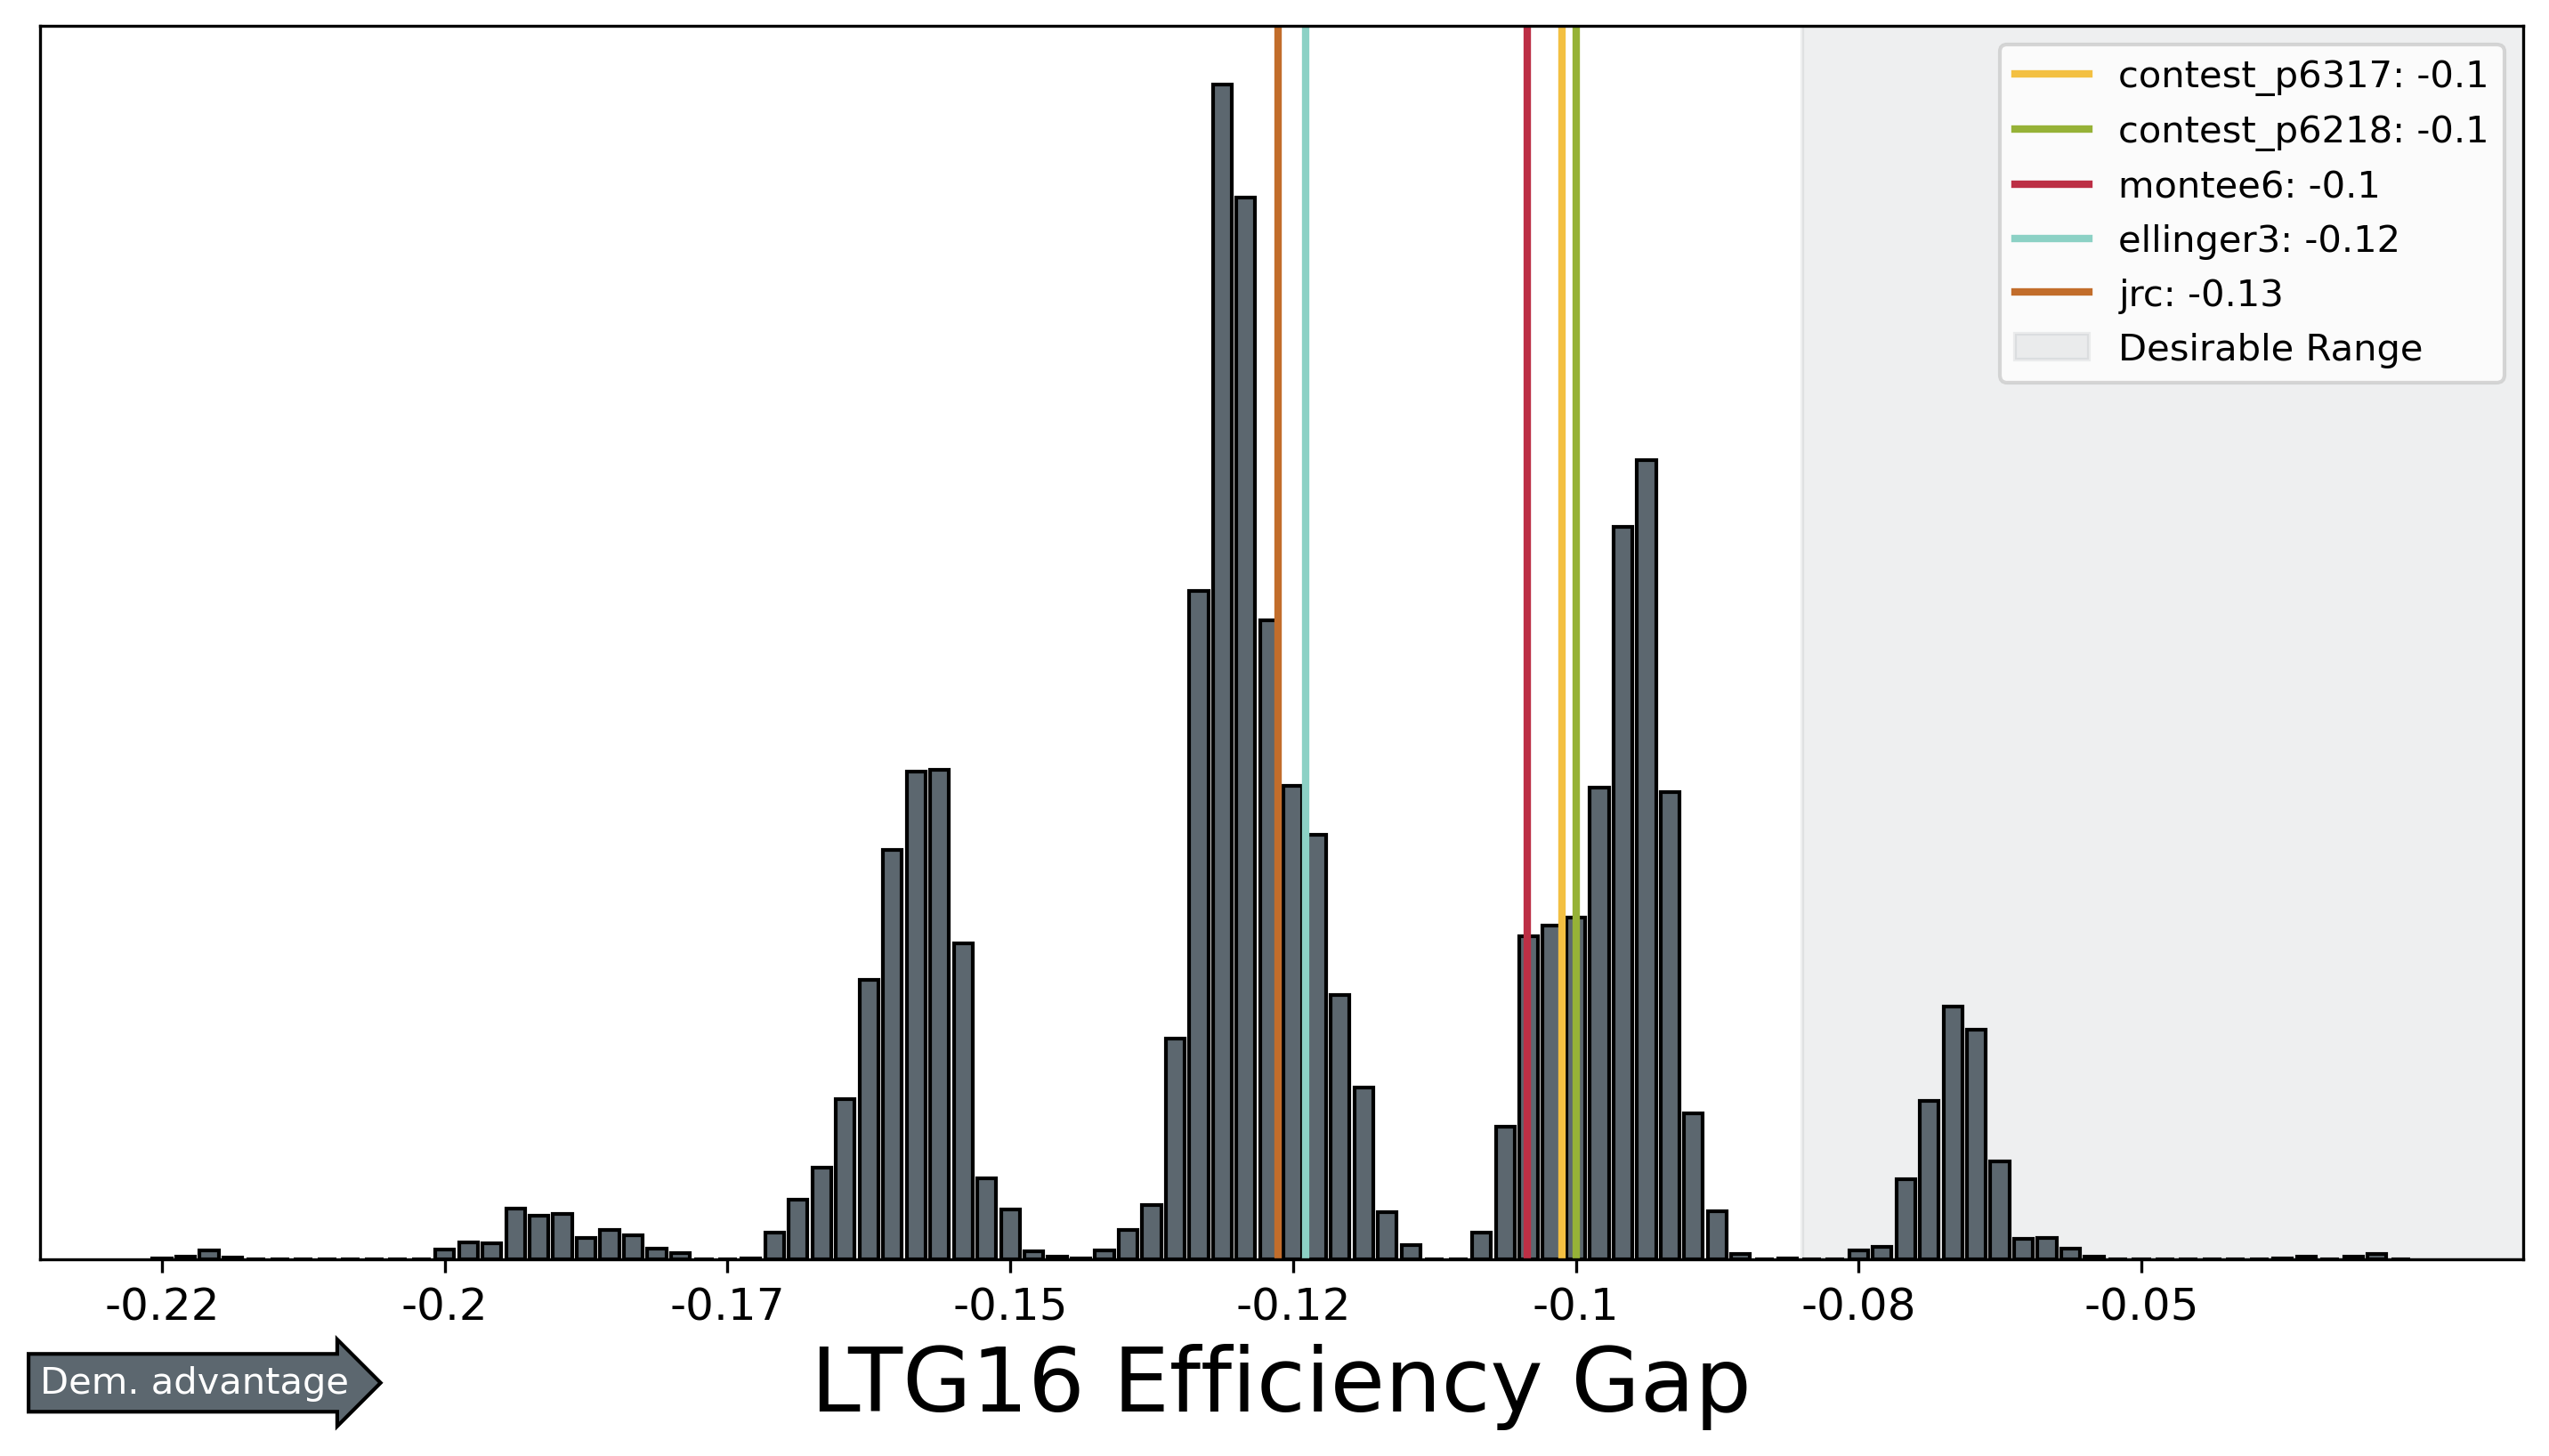 contest_p6317: -0.1
contest_p6218: -0.1
montee6: -0.1
ellinger3: -0.12
jrc: -0.13
Desirable Range
-0.22 -0.2 -0.17 -0.15 -0.12 -0.1 -0.08 -0.05
Dem. advantage
LTG16 Efficiency Gap